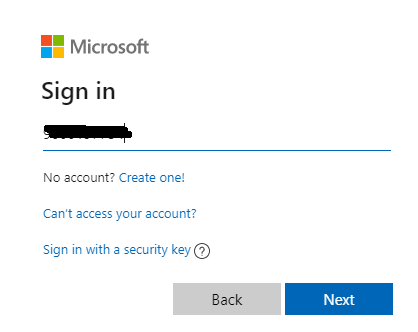 Microsoft
Sign in
No account? Create one!
Can't access your account?
Sign in with a security key ?
Back Next